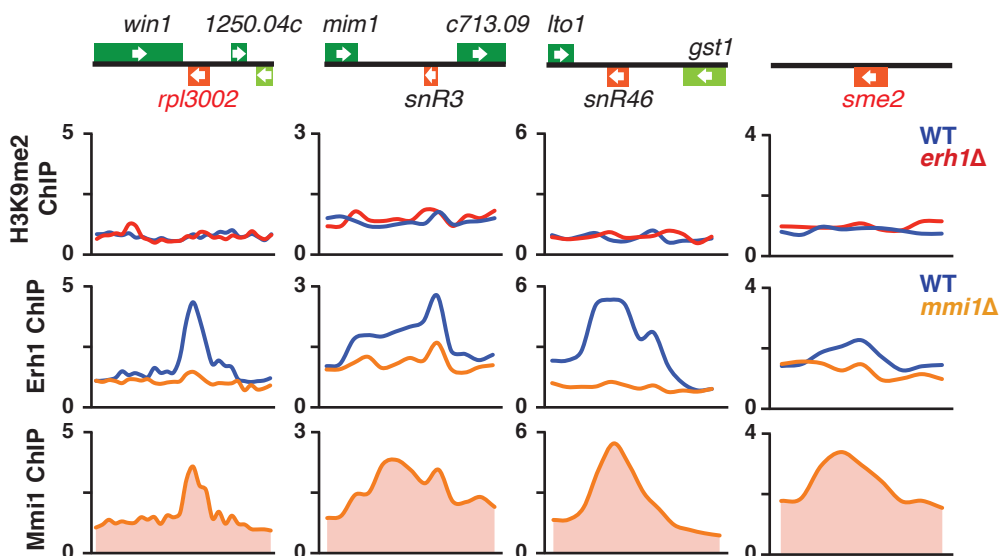 win1 1250.04c mim1 c713.09 lto1
gst1
rpl3002 snR3 snR46 sme2
H3K9me2 ChIP
5 0
3 0
6 0
4 0
WT
erh1Δ
Erh1 ChIP
5 0
3 0
6 0
4 0
WT
mmi1Δ
Mmi1 ChIP
5 0
3 0
6 0
4 0